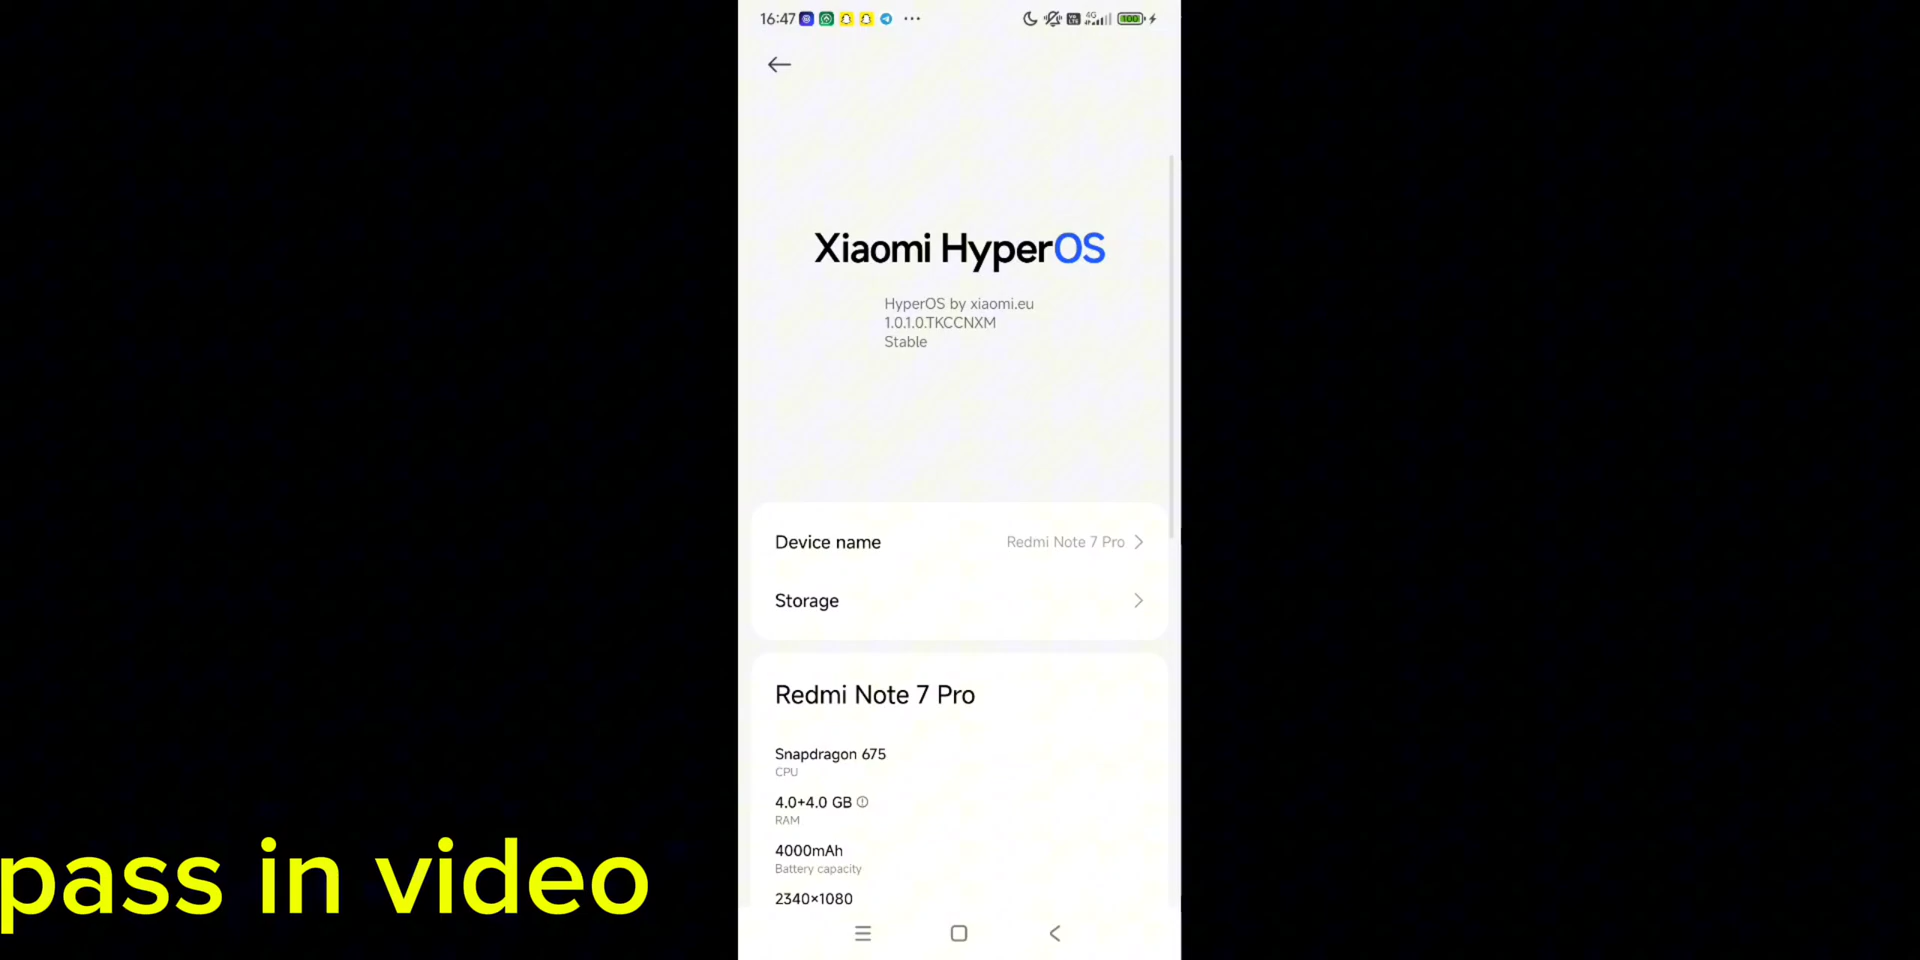 16:47
4G
100
Xiaomi HyperOS
HyperOS by xiaomi.eu
1.0.1.0.TKCCNXM
Stable
Device name
Redmi Note 7 Pro
Storage
Redmi Note 7 Pro
Snapdragon 675
CPU
4.0+4.0 GB
RAM
4000mAh
Battery capacity
2340×1080
pass in video